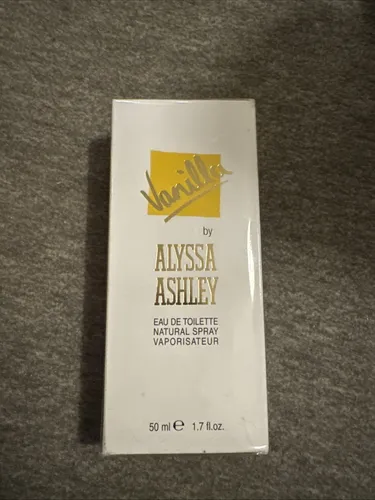 Vanilla
by
ALYSSA
ASHLEY
EAU DE TOILETTE
NATURAL SPRAY
VAPORISATEUR
50 ml ℮ 1.7 fl.oz.